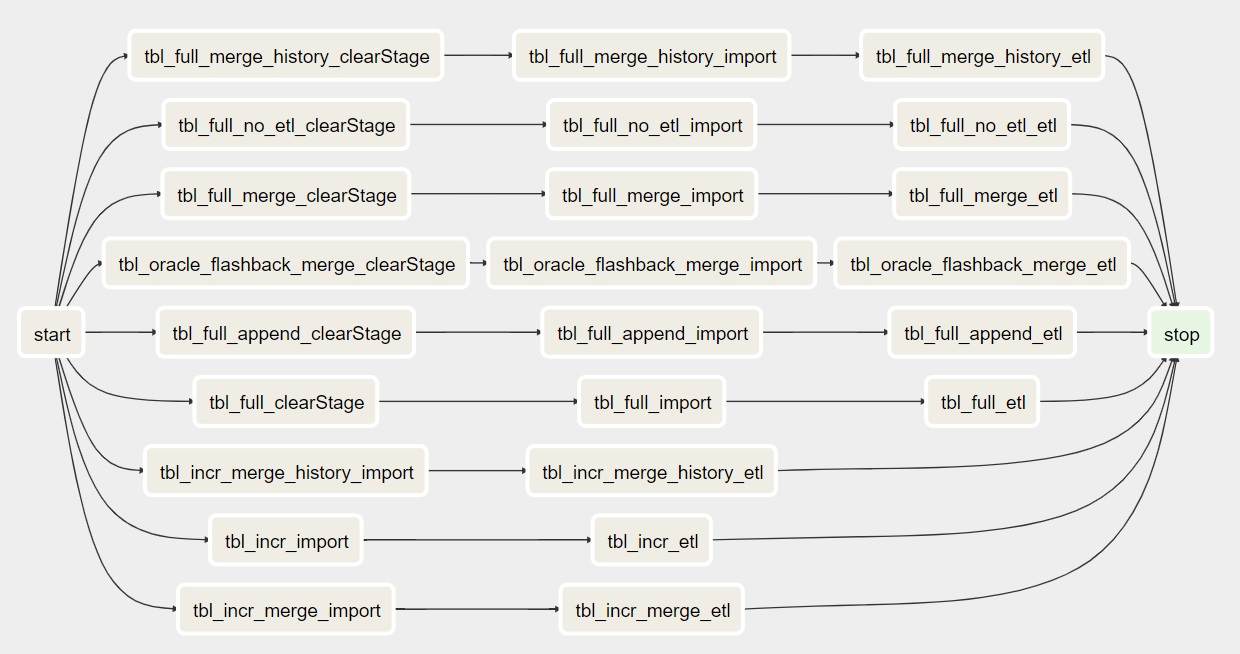 tbl_full_merge_history_clearStage tbl_full_merge_history_import tbl_full_merge_history_etl
tbl_full_no_etl_clearStage tbl_full_no_etl_import tbl_full_no_etl_etl
tbl_full_merge_clearStage tbl_full_merge_import tbl_full_merge_etl
tbl_oracle_flashback_merge_clearStage tbl_oracle_flashback_merge_import tbl_oracle_flashback_merge_etl
start tbl_full_append_clearStage tbl_full_append_import tbl_full_append_etl stop
tbl_full_clearStage tbl_full_import tbl_full_etl
tbl_incr_merge_history_import tbl_incr_merge_history_etl
tbl_incr_import tbl_incr_etl
tbl_incr_merge_import tbl_incr_merge_etl